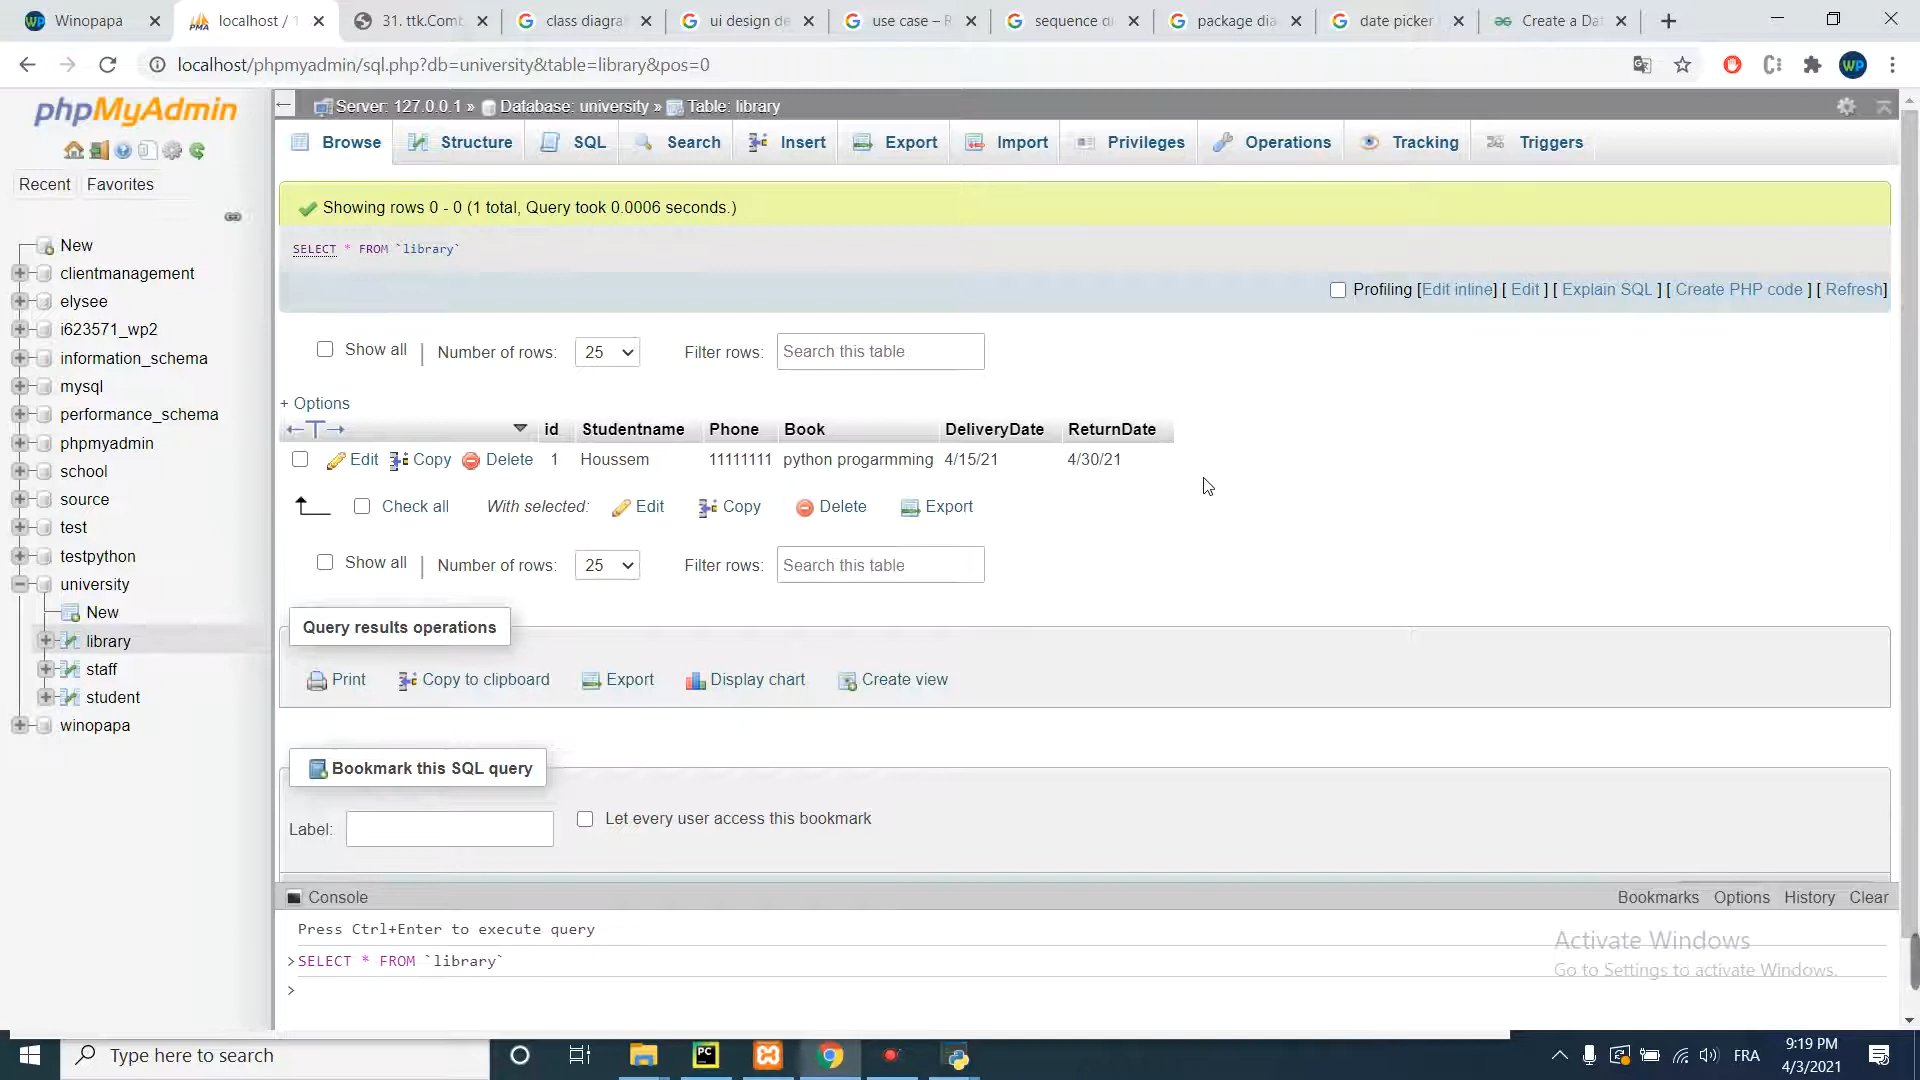 Winopapa
localhost / 1
31. ttk.Comb
class diagra
ui design de
use case – R
sequence di
package dia
date picker
Create a Dat
localhost/phpmyadmin/sql.php?db=university&table=library&pos=0
phpMyAdmin
Server: 127.0.0.1 » Database: university » Table: library
Browse Structure SQL Search Insert Export Import Privileges Operations Tracking Triggers
Recent Favorites
Showing rows 0 - 0 (1 total, Query took 0.0006 seconds.)
SELECT * FROM `library`
Profiling [Edit inline] [ Edit ] [ Explain SQL ] [ Create PHP code ] [ Refresh]
New
clientmanagement
elysee
i623571_wp2
information_schema
mysql
performance_schema
phpmyadmin
school
source
test
testpython
university
New
library
staff
student
winopapa
Show all | Number of rows: 25 Filter rows: Search this table
+ Options
←T→ id Studentname Phone Book DeliveryDate ReturnDate
Edit Copy Delete 1 Houssem 11111111 python progarmming 4/15/21 4/30/21
Check all With selected: Edit Copy Delete Export
Show all | Number of rows: 25 Filter rows: Search this table
Query results operations
Print Copy to clipboard Export Display chart Create view
Bookmark this SQL query
Label: Let every user access this bookmark
Console Bookmarks Options History Clear
Press Ctrl+Enter to execute query
>SELECT * FROM `library`
>
Activate Windows
Go to Settings to activate Windows.
Type here to search
FRA
9:19 PM
4/3/2021